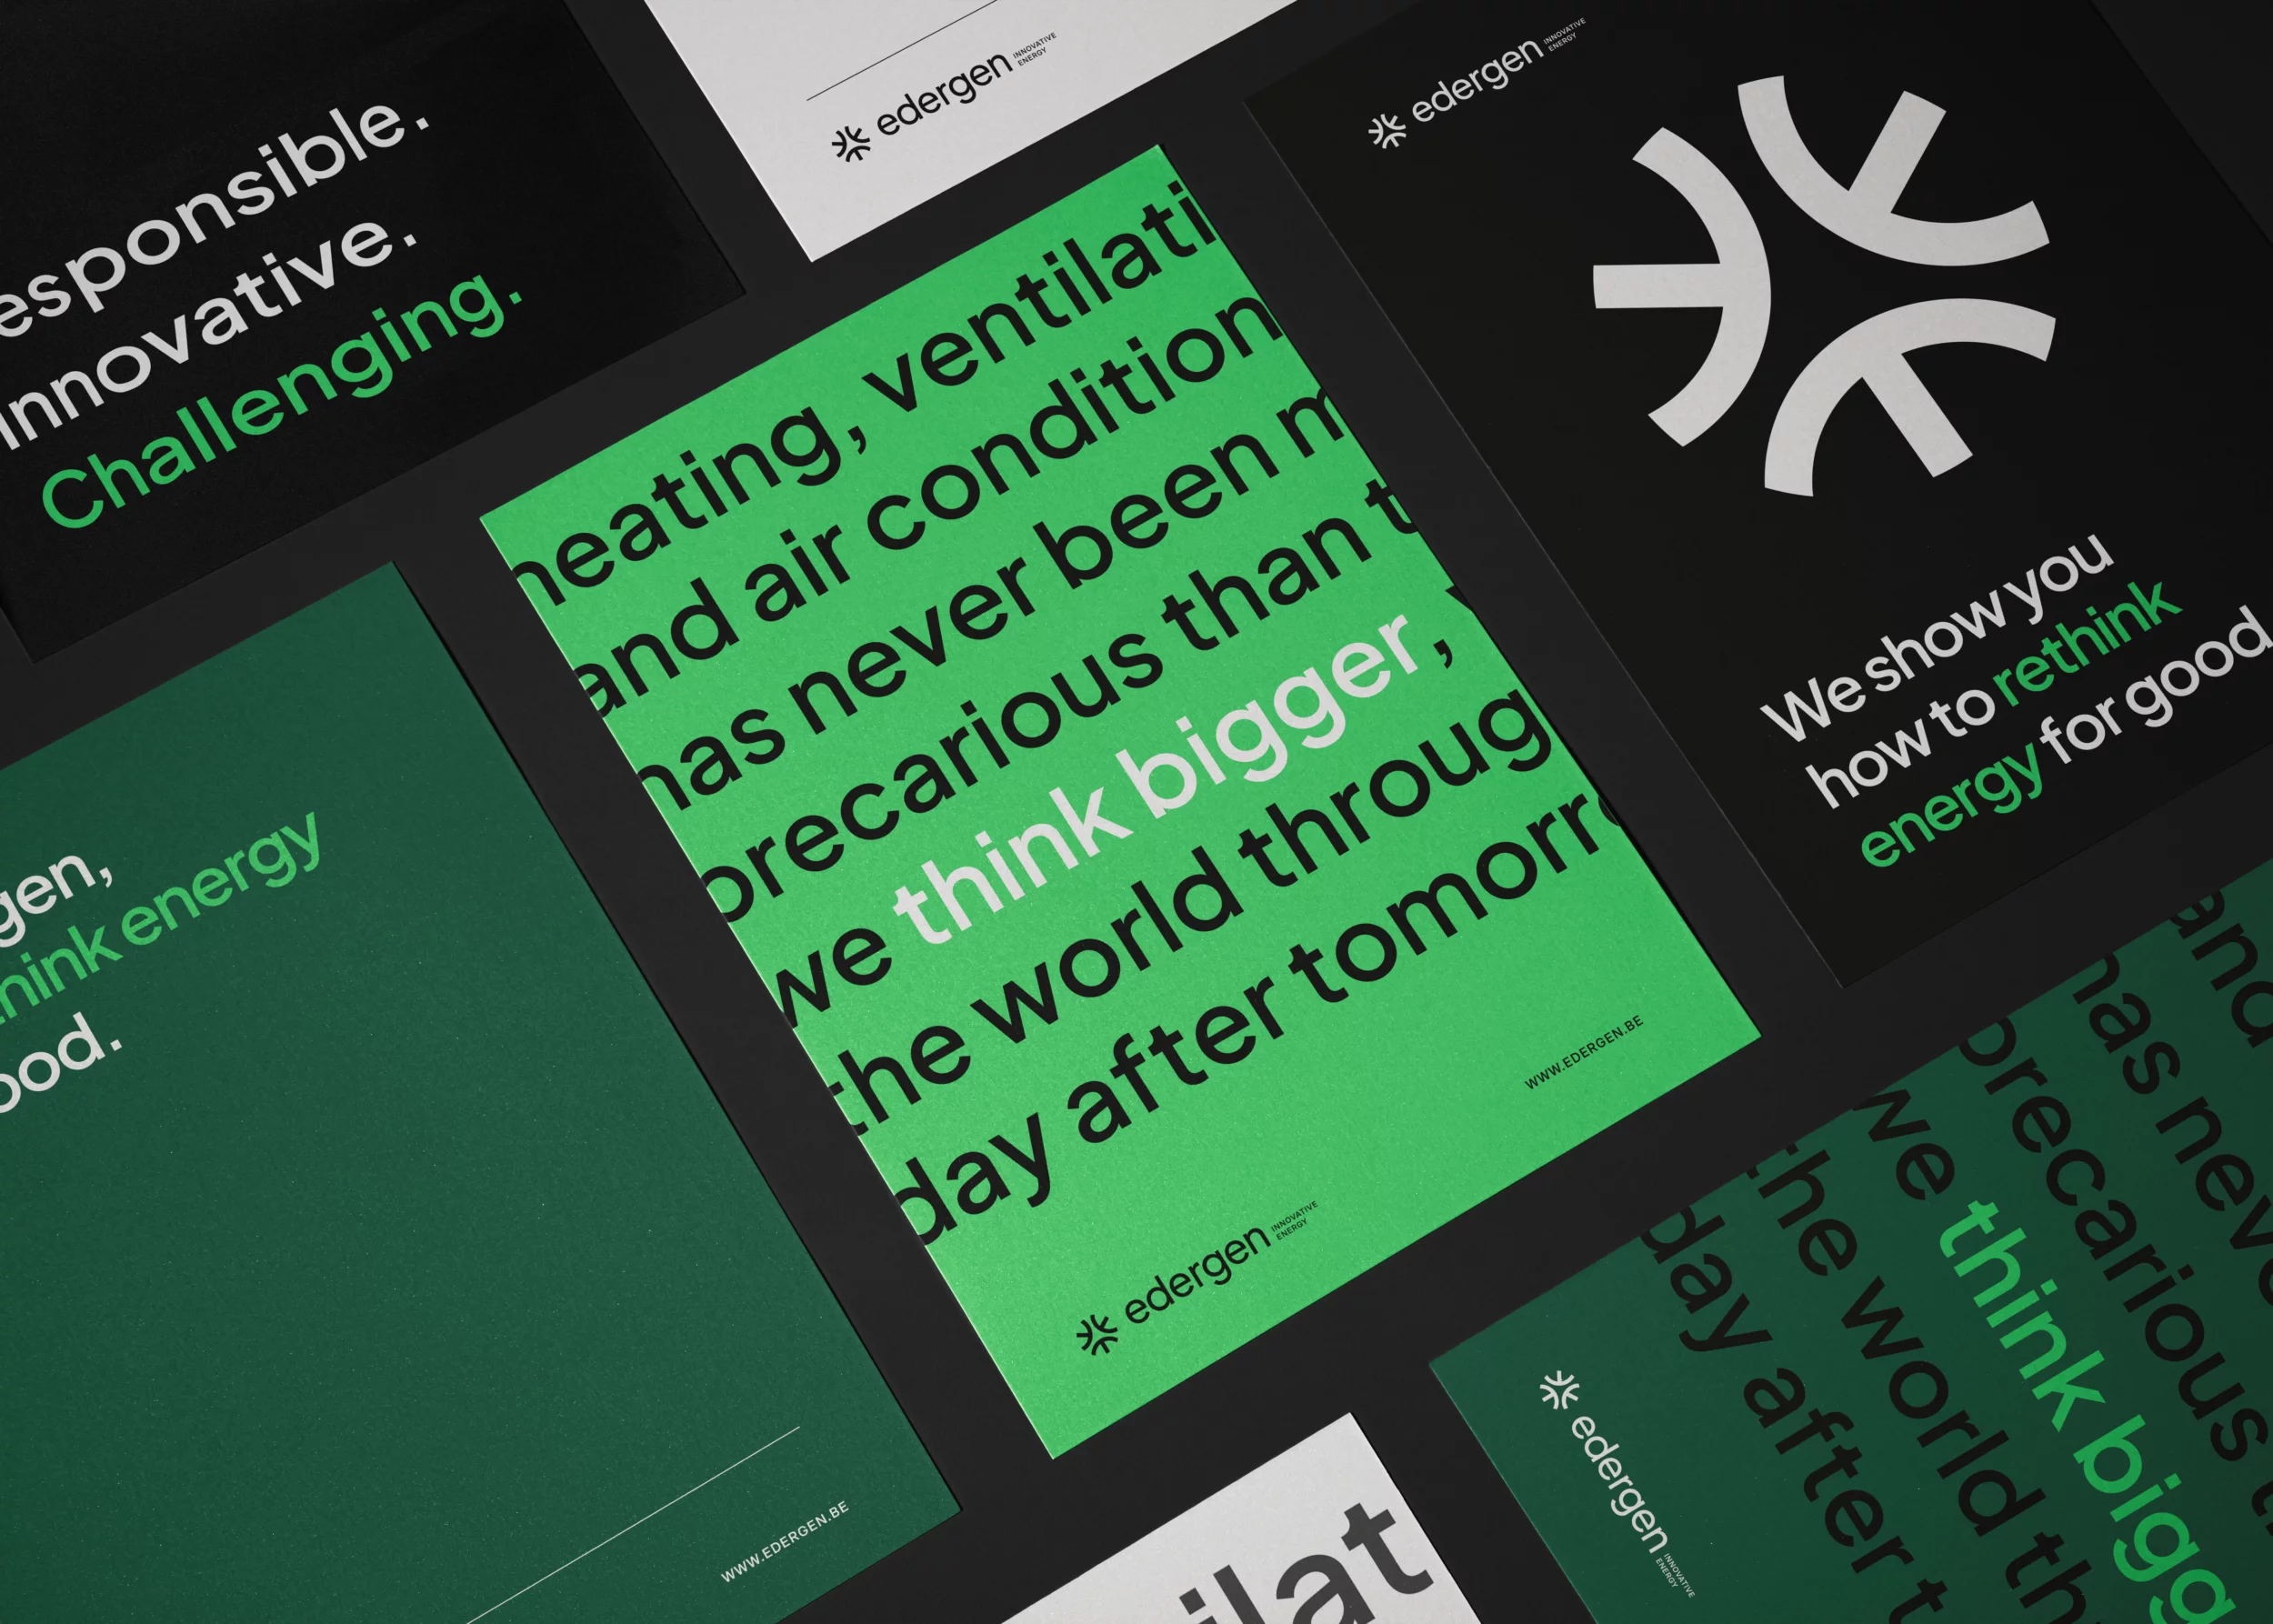 esponsible.
Innovative.
Challenging.
edergen INNOVATIVE
ENERGY
edergen INNOVATIVE
ENERGY
We show you
how to rethink
energy for good
heating, ventilati
and air condition
has never been m
precarious than t
we think bigger,
the world throug
day after tomorro
WWW.EDERGEN.BE
edergen INNOVATIVE
ENERGY
gen,
hink energy
ood.
WWW.EDERGEN.BE
ilat
and
has neve
precarious t
we think bigg
the world th
day after t
edergen INNOVATIVE
ENERGY